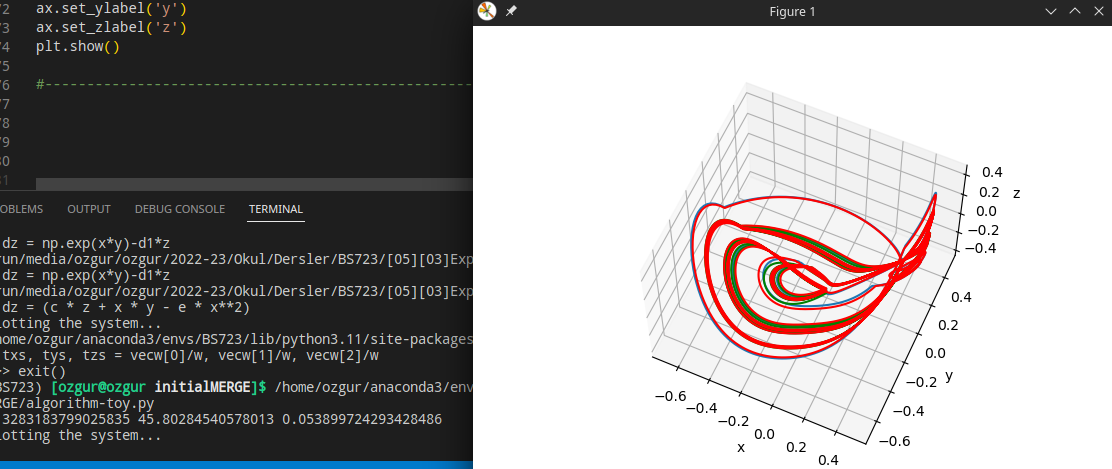 72 ax.set_ylabel('y')
73 ax.set_zlabel('z')
74 plt.show()
75
76 #---------------------------------------------------
77
78
79
80
81
OBLEMS OUTPUT DEBUG CONSOLE TERMINAL
dz = np.exp(x*y)-d1*z
run/media/ozgur/ozgur/2022-23/Okul/Dersler/BS723/[05][03]Exp
dz = np.exp(x*y)-d1*z
run/media/ozgur/ozgur/2022-23/Okul/Dersler/BS723/[05][03]Exp
dz = (c * z + x * y - e * x**2)
lotting the system...
home/ozgur/anaconda3/envs/BS723/lib/python3.11/site-packages
txs, tys, tzs = vecw[0]/w, vecw[1]/w, vecw[2]/w
>> exit()
BS723) [ozgur@ozgur initialMERGE]$ /home/ozgur/anaconda3/env
RGE/algorithm-toy.py
3283183799025835 45.80284540578013 0.053899724293428486
lotting the system...
Figure 1
0.4
0.2
0.0
−0.2
−0.4
z
0.4
0.2
0.0
−0.2
−0.4
−0.6
y
−0.6
−0.4
−0.2
0.0
0.2
0.4
x